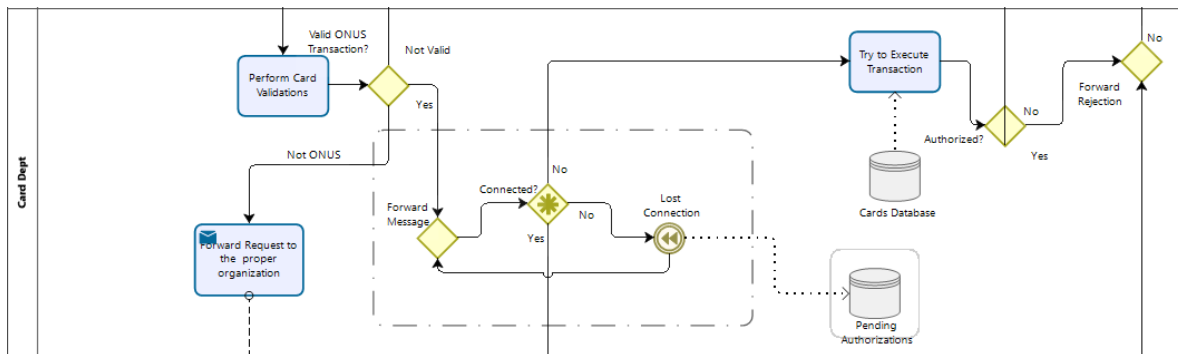 Card Dept
Valid ONUS
Transaction?
Not Valid
Perform Card
Validations
Yes
Not ONUS
Forward Request to
the proper
organization
Forward
Message
Connected?
No
Yes
No
Lost
Connection
Try to Execute
Transaction
Authorized?
No
Yes
Forward
Rejection
No
Cards Database
Pending
Authorizations